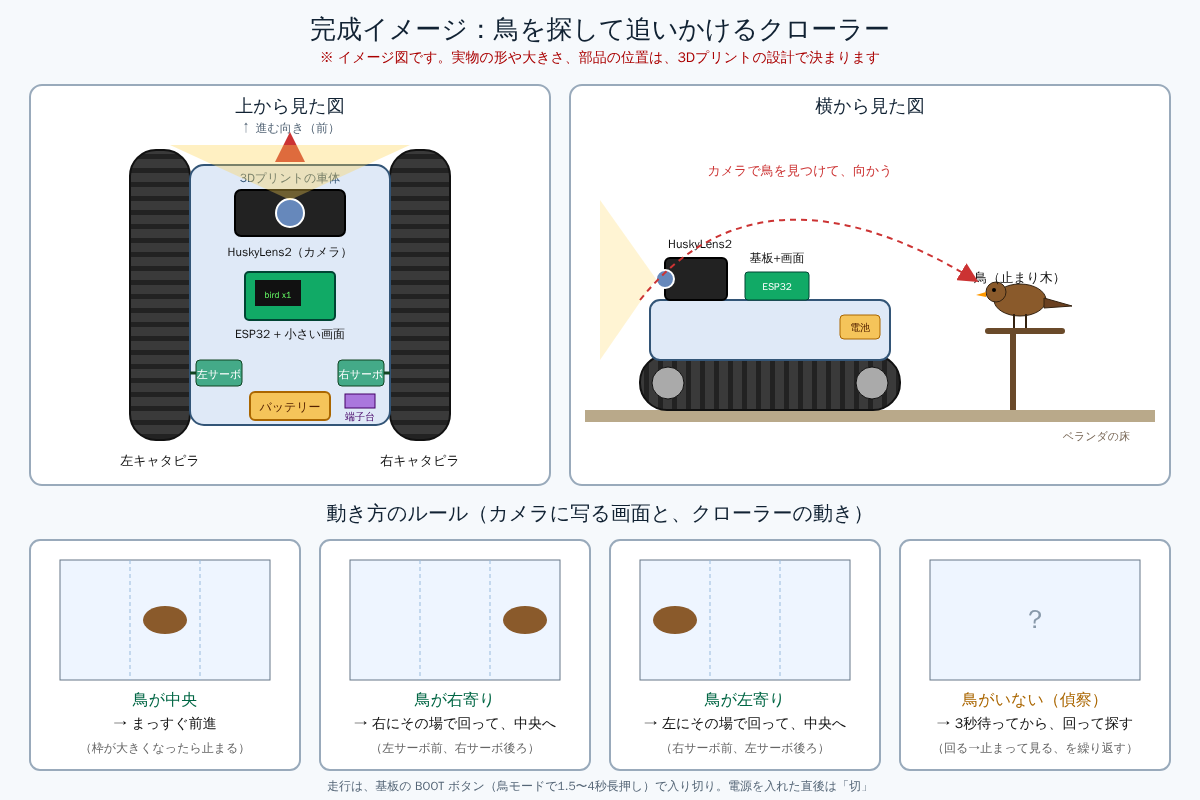 完成イメージ：鳥を探して追いかけるクローラー
※ イメージ図です。実物の形や大きさ、部品の位置は、3Dプリントの設計で決まります
上から見た図
↑ 進む向き（前）
3Dプリントの車体
HuskyLens2（カメラ）
bird x1
ESP32 + 小さい画面
左サーボ
右サーボ
バッテリー
端子台
左キャタピラ
右キャタピラ
横から見た図
カメラで鳥を見つけて、向かう
HuskyLens2
基板+画面
ESP32
電池
鳥（止まり木）
ベランダの床
動き方のルール（カメラに写る画面と、クローラーの動き）
鳥が中央
→ まっすぐ前進
（枠が大きくなったら止まる）
鳥が右寄り
→ 右にその場で回って、中央へ
（左サーボ前、右サーボ後ろ）
鳥が左寄り
→ 左にその場で回って、中央へ
（右サーボ前、左サーボ後ろ）
?
鳥がいない（偵察）
→ 3秒待ってから、回って探す
（回る→止まって見る、を繰り返す）
走行は、基板の BOOT ボタン（鳥モードで1.5〜4秒長押し）で入り切り。電源を入れた直後は「切」